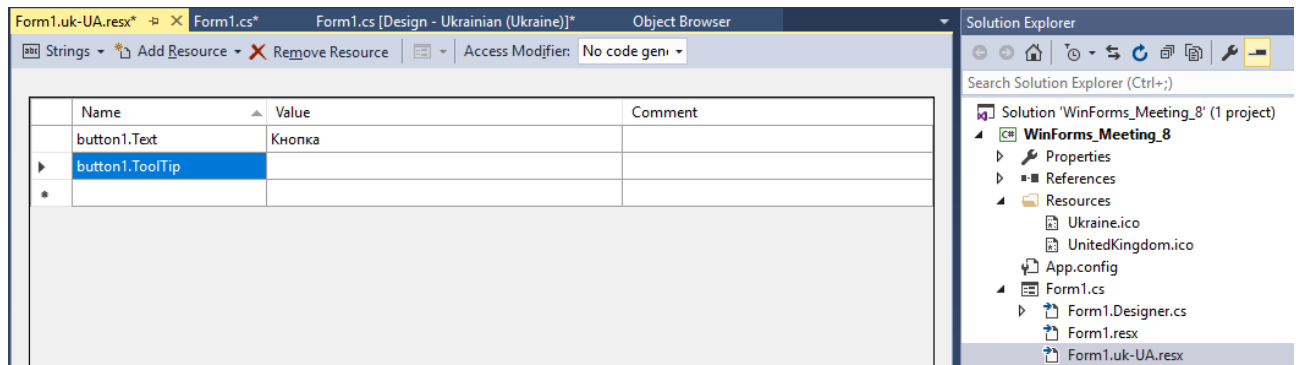 Form1.uk-UA.resx* Form1.cs* Form1.cs [Design - Ukrainian (Ukraine)]* Object Browser
Strings Add Resource Remove Resource Access Modifier: No code gen
Name Value Comment
button1.Text Кнопка
button1.ToolTip
Solution Explorer
Search Solution Explorer (Ctrl+;)
Solution 'WinForms_Meeting_8' (1 project)
C# WinForms_Meeting_8
Properties
References
Resources
Ukraine.ico
UnitedKingdom.ico
App.config
Form1.cs
Form1.Designer.cs
Form1.resx
Form1.uk-UA.resx